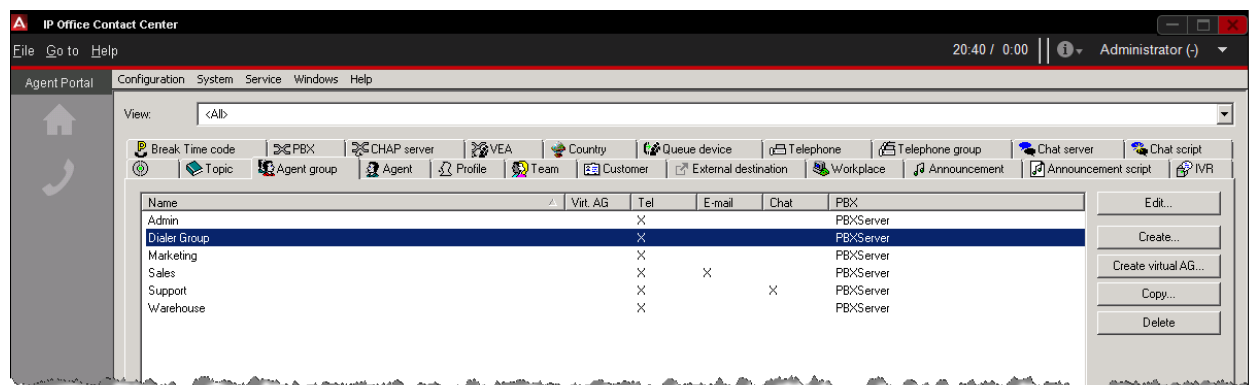 IP Office Contact Center
File Go to Help 20:40 / 0:00 Administrator (-)
Agent Portal Configuration System Service Windows Help
View: <All>
Break Time code PBX CHAP server VEA Country Queue device Telephone Telephone group Chat server Chat script
Topic Agent group Agent Profile Team Customer External destination Workplace Announcement Announcement script IVR
Name Virt. AG Tel E-mail Chat PBX Edit...
Admin X PBXServer
Dialer Group X PBXServer Create...
Marketing X PBXServer
Sales X X PBXServer Create virtual AG...
Support X X PBXServer Copy...
Warehouse X PBXServer
Delete